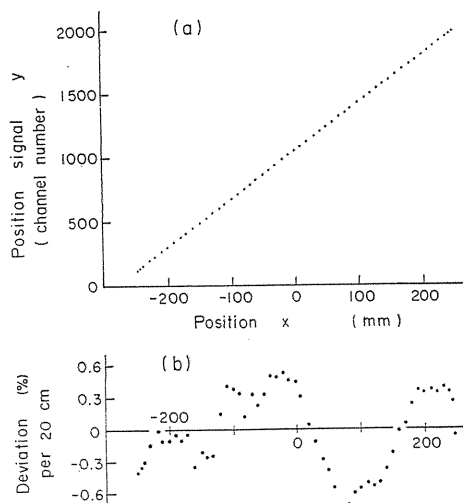 (a)
Position signal y
(channel number)
2000
1500
1000
500
0
-200 -100 0 100 200
Position x (mm)
(b)
Deviation (%)
per 20 cm
0.6
0.3
0
-0.3
-0.6
-200 0 200